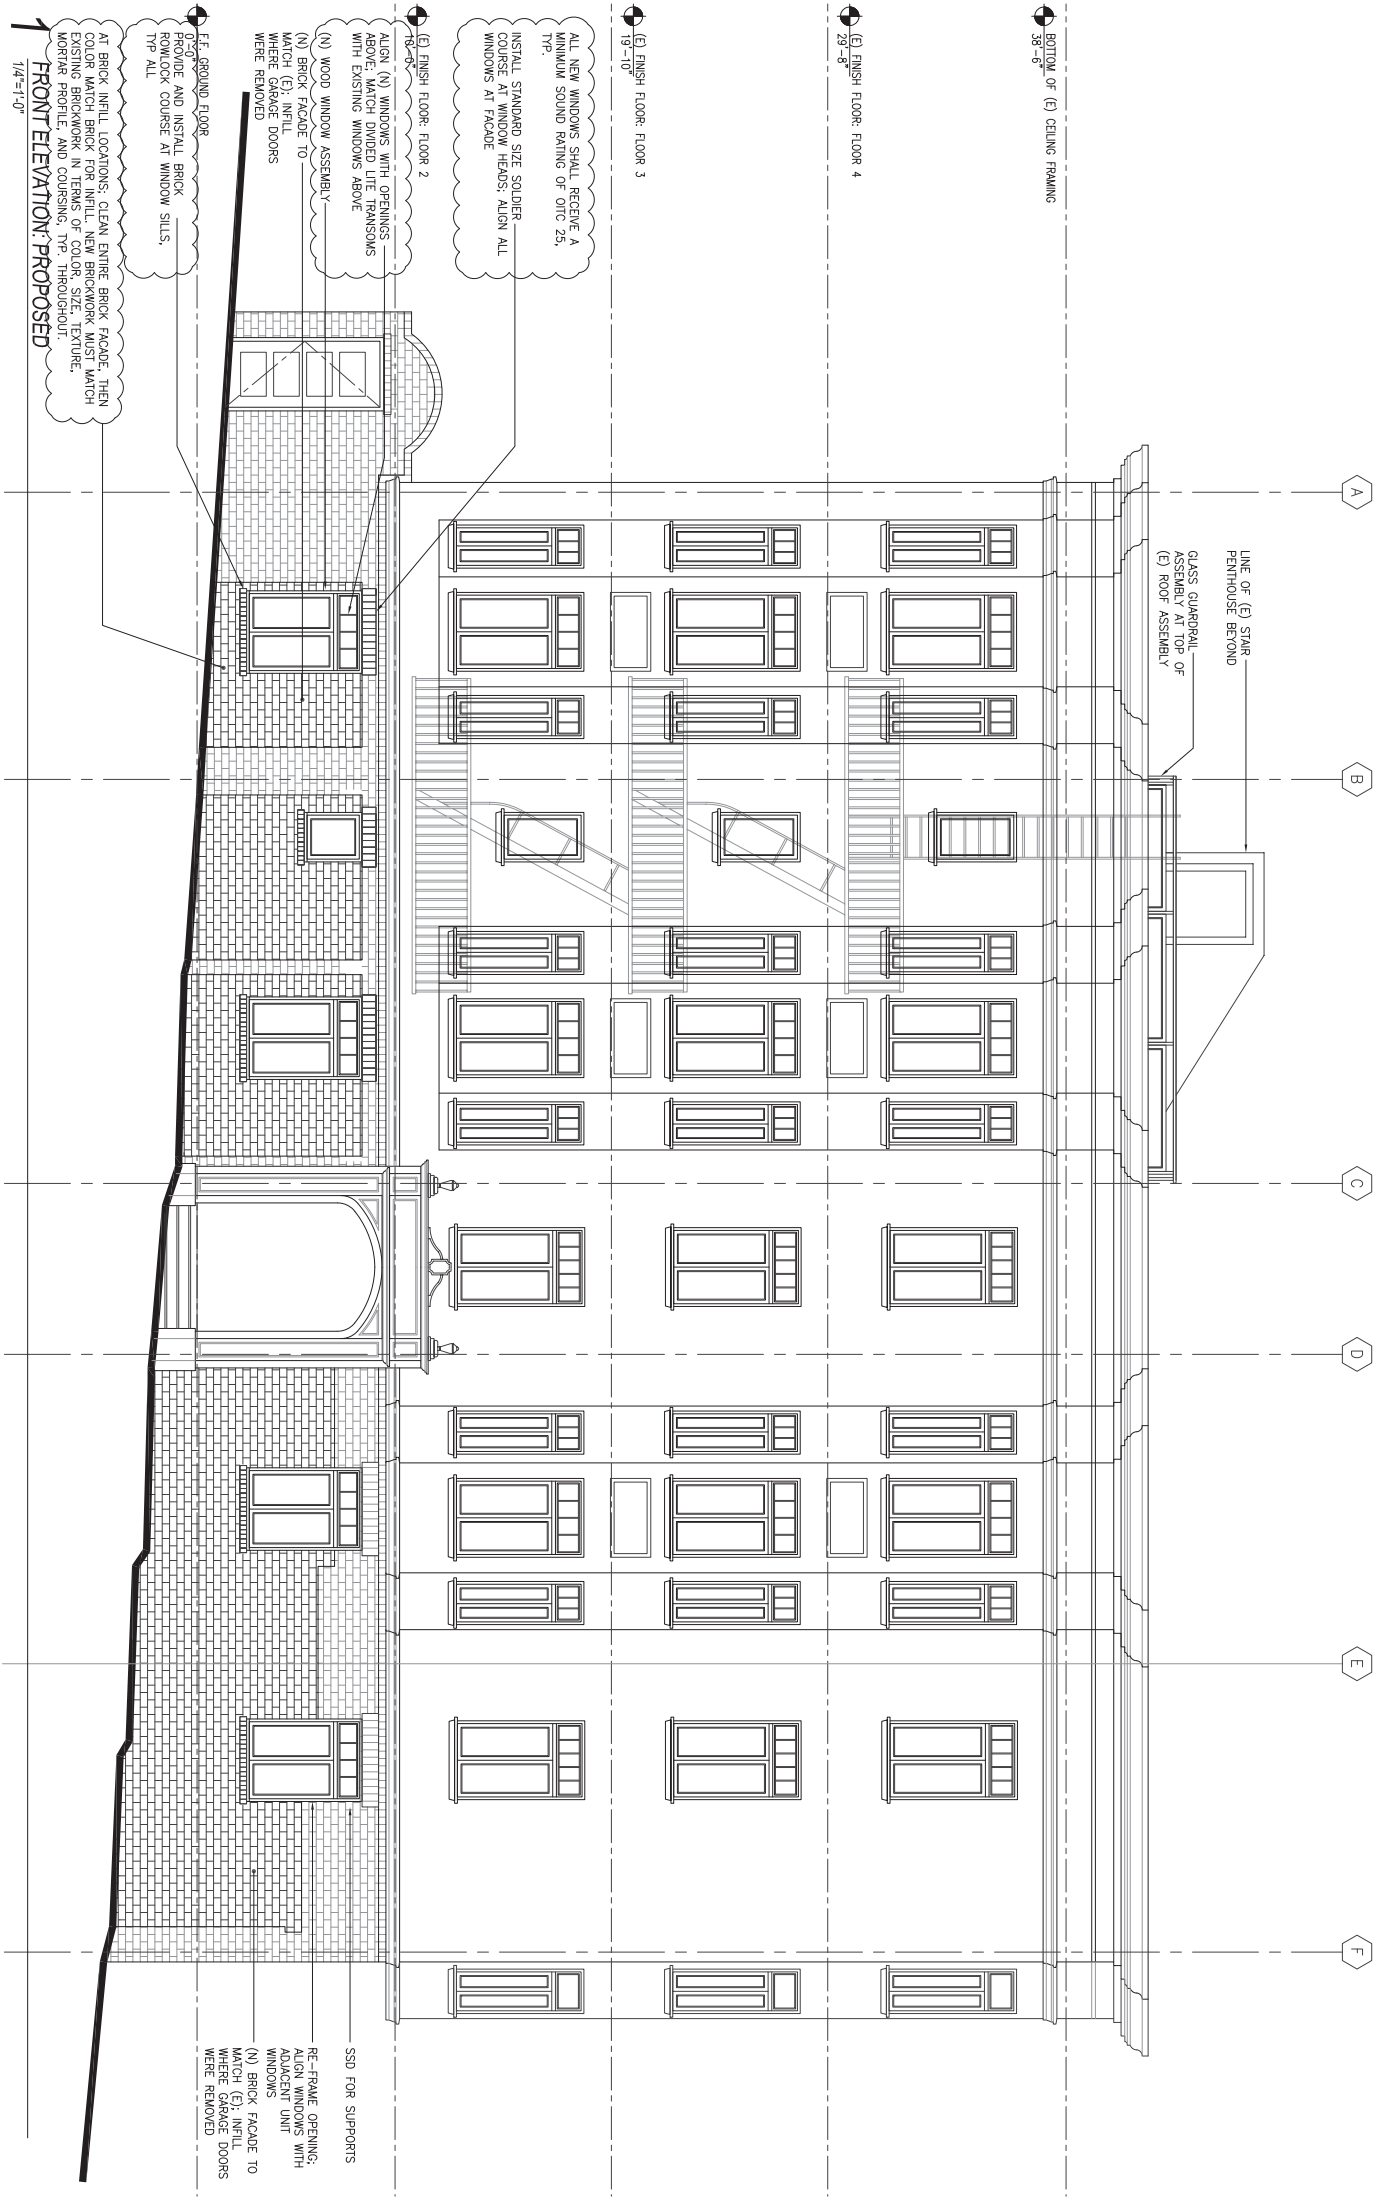 A
B
C
D
E
F
LINE OF (E) STAIR
PENTHOUSE BEYOND
GLASS GUARDRAIL
ASSEMBLY AT TOP OF
(E) ROOF ASSEMBLY
BOTTOM OF (E) CEILING FRAMING
38'-6"
(E) FINISH FLOOR: FLOOR 4
29'-8"
(E) FINISH FLOOR: FLOOR 3
19'-10"
ALL NEW WINDOWS SHALL RECEIVE A
MINIMUM SOUND RATING OF OITC 25,
TYP.
INSTALL STANDARD SIZE SOLDIER
COURSE AT WINDOW HEADS; ALIGN ALL
WINDOWS AT FACADE
(E) FINISH FLOOR: FLOOR 2
10'-0"
ALIGN (N) WINDOWS WITH OPENINGS
ABOVE; MATCH DIVIDED LITE TRANSOMS
WITH EXISTING WINDOWS ABOVE
(N) WOOD WINDOW ASSEMBLY
(N) BRICK FACADE TO
MATCH (E); INFILL
WHERE GARAGE DOORS
WERE REMOVED
F.F. GROUND FLOOR
0'-0"
PROVIDE AND INSTALL BRICK
ROWLOCK COURSE AT WINDOW SILLS,
TYP ALL
AT BRICK INFILL LOCATIONS; CLEAN ENTIRE BRICK FACADE, THEN
COLOR MATCH BRICK FOR INFILL. NEW BRICKWORK MUST MATCH
EXISTING BRICKWORK IN TERMS OF COLOR, SIZE, TEXTURE,
MORTAR PROFILE, AND COURSING, TYP. THROUGHOUT.
SSD FOR SUPPORTS
RE-FRAME OPENING;
ALIGN WINDOWS WITH
ADJACENT UNIT
WINDOWS
(N) BRICK FACADE TO
MATCH (E); INFILL
WHERE GARAGE DOORS
WERE REMOVED
1 FRONT ELEVATION: PROPOSED
1/4"=1'-0"